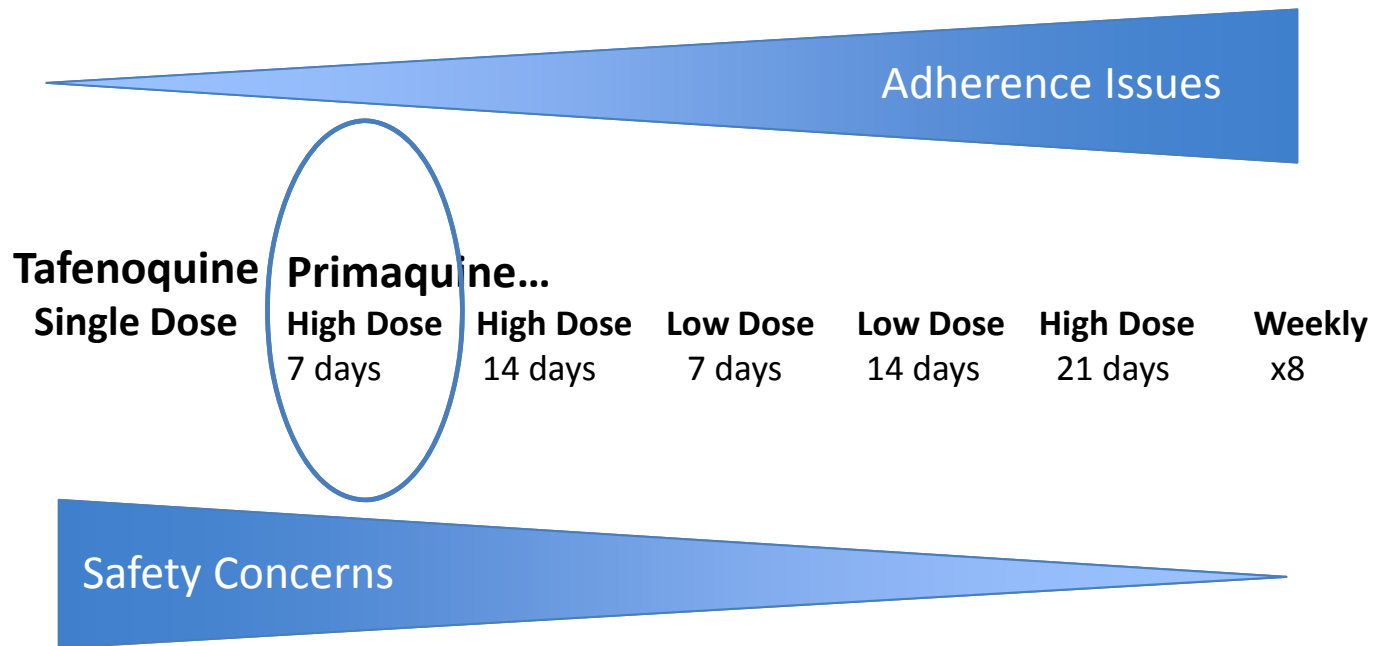 Adherence Issues
Tafenoquine Primaquine…
Single Dose High Dose High Dose Low Dose Low Dose High Dose Weekly
7 days 14 days 7 days 14 days 21 days x8
Safety Concerns